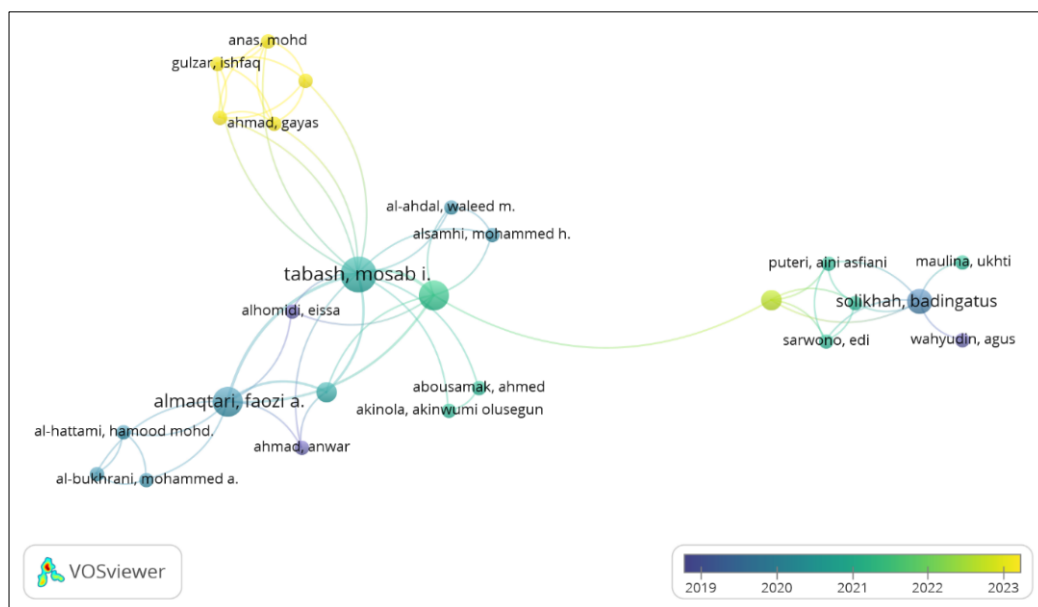 anas, mohd
gulzar, ishfaq
ahmad, gayas
al-ahdal, waleed m.
alsamhi, mohammed h.
tabash, mosab i.
alhomidi, eissa
puteri, aini asfiani
maulina, ukhti
solikhah, badingatus
sarwono, edi
wahyudin, agus
abousamak, ahmed
akinola, akinwumi olusegun
almaqtari, faozi a.
al-hattami, hamood mohd.
ahmad, anwar
al-bukhrani, mohammed a.
VOSviewer
2019 2020 2021 2022 2023